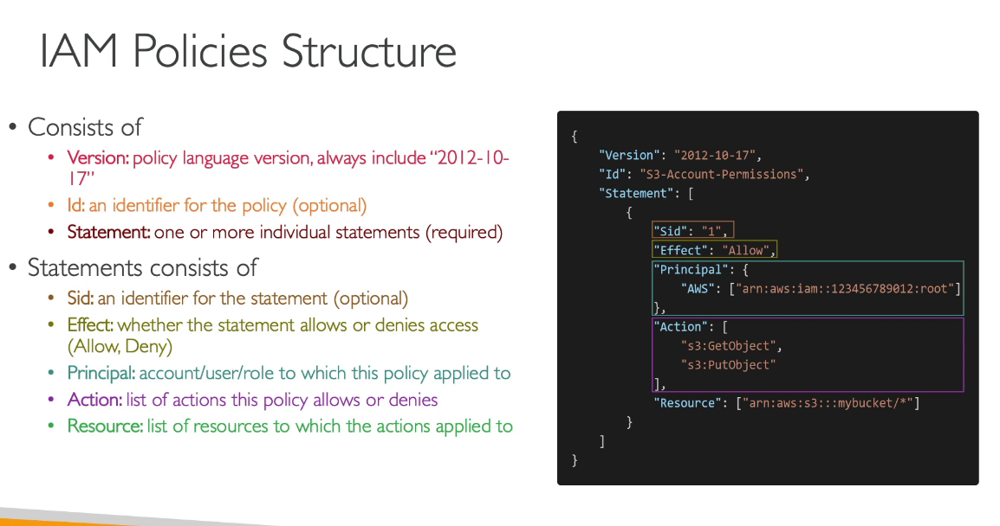 IAM Policies Structure
• Consists of
• Version: policy language version, always include “2012-10-
17”
• Id: an identifier for the policy (optional)
• Statement: one or more individual statements (required)
• Statements consists of
• Sid: an identifier for the statement (optional)
• Effect: whether the statement allows or denies access
(Allow, Deny)
• Principal: account/user/role to which this policy applied to
• Action: list of actions this policy allows or denies
• Resource: list of resources to which the actions applied to
{
"Version": "2012-10-17",
"Id": "S3-Account-Permissions",
"Statement": [
{
"Sid": "1",
"Effect": "Allow",
"Principal": {
"AWS": ["arn:aws:iam::123456789012:root"]
},
"Action": [
"s3:GetObject",
"s3:PutObject"
],
"Resource": ["arn:aws:s3:::mybucket/*"]
}
]
}